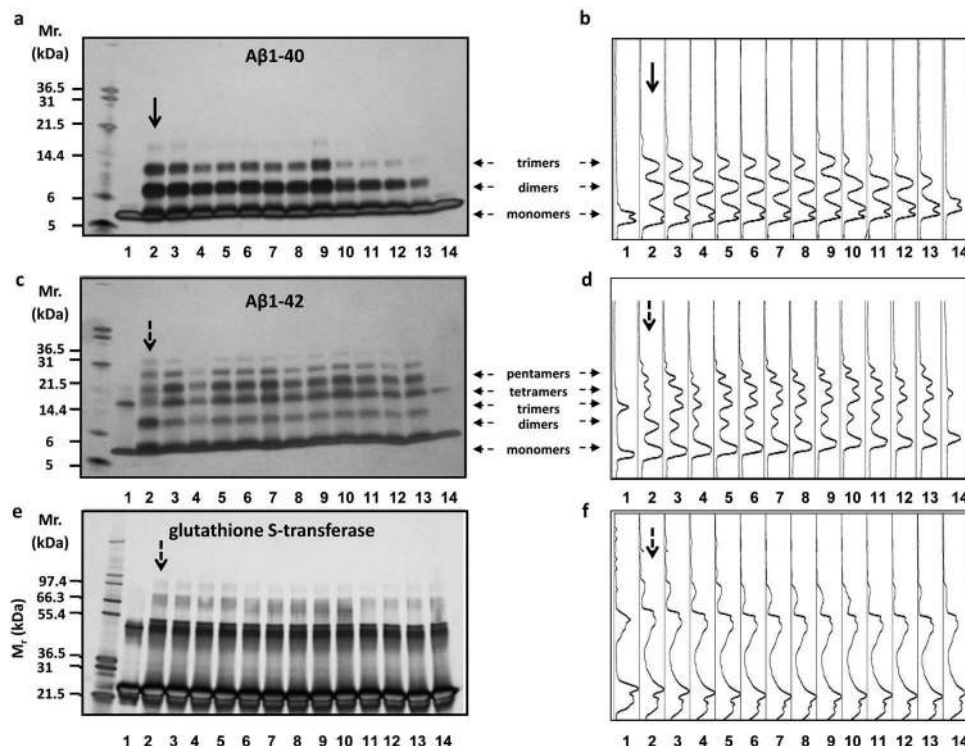 a
Mr.
(kDa)
Aβ1-40
36.5
31
21.5
14.4
6
5
trimers
dimers
monomers
1 2 3 4 5 6 7 8 9 10 11 12 13 14
b
1 2 3 4 5 6 7 8 9 10 11 12 13 14
c
Mr.
(kDa)
Aβ1-42
36.5
31
21.5
14.4
6
5
pentamers
tetramers
trimers
dimers
monomers
1 2 3 4 5 6 7 8 9 10 11 12 13 14
d
1 2 3 4 5 6 7 8 9 10 11 12 13 14
e
Mr.
(kDa)
glutathione S-transferase
97.4
66.3
55.4
36.5
31
21.5
Mr (kDa)
1 2 3 4 5 6 7 8 9 10 11 12 13 14
f
1 2 3 4 5 6 7 8 9 10 11 12 13 14